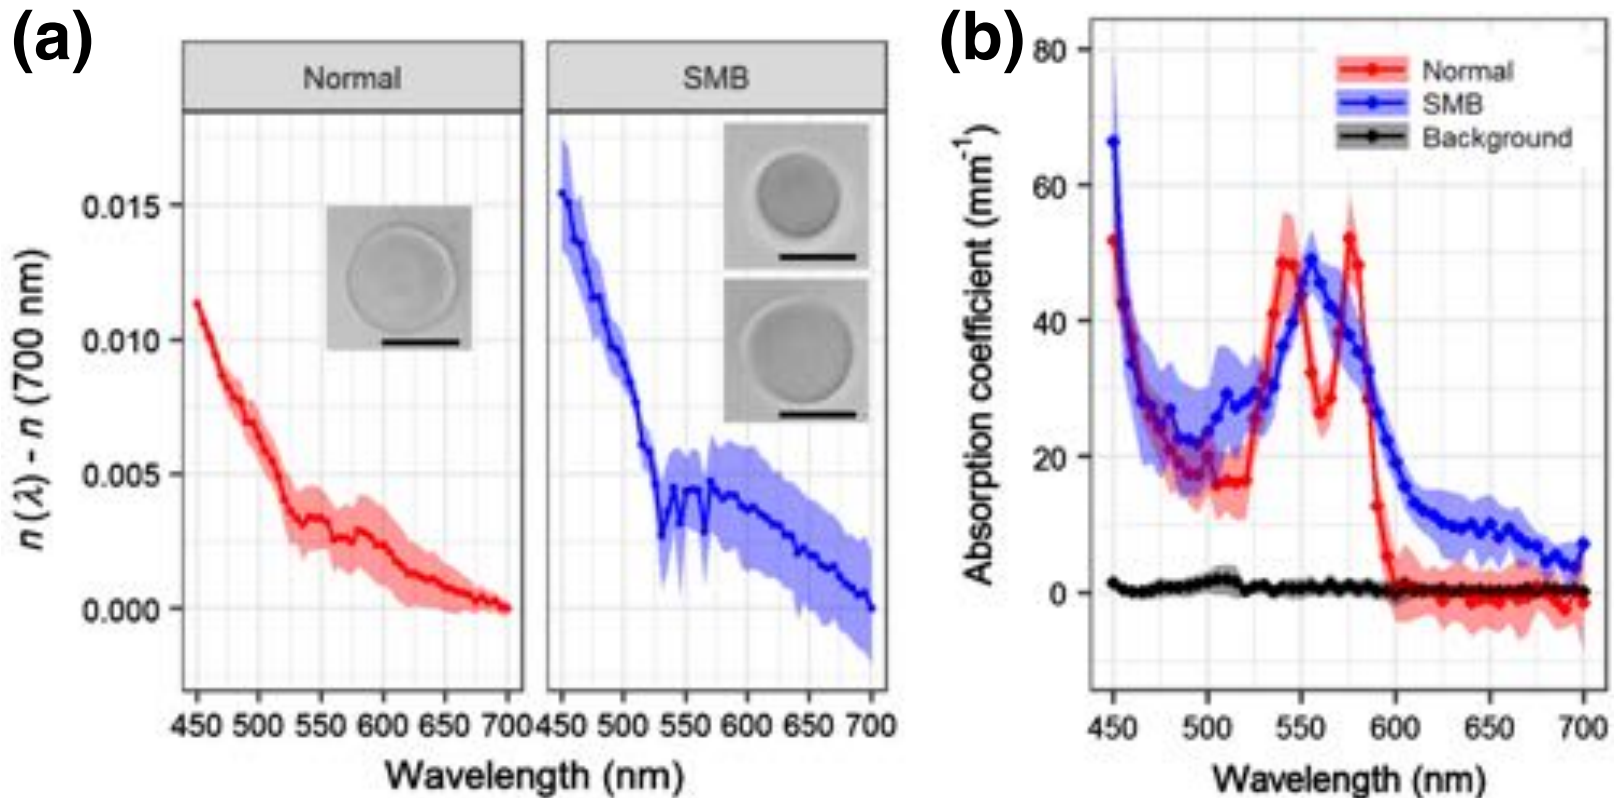 (a)
Normal
SMB
n (λ) - n (700 nm)
0.015
0.010
0.005
0.000
450 500 550 600 650 700
450 500 550 600 650 700
Wavelength (nm)
(b)
Absorption coefficient (mm⁻¹)
80
60
40
20
0
Normal
SMB
Background
450 500 550 600 650 700
Wavelength (nm)